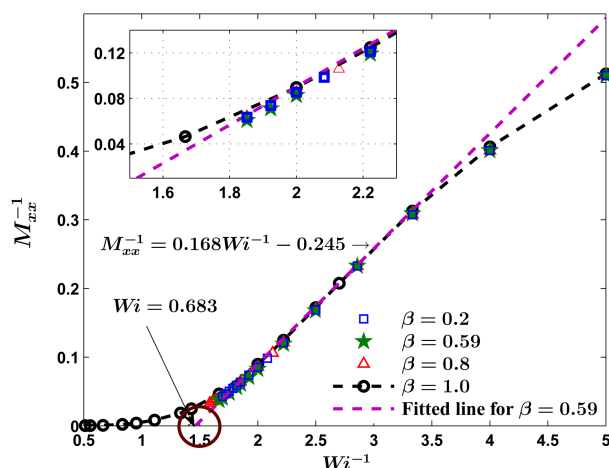 0.12
0.08
0.04
1.6 1.8 2 2.2
0.5
0.4
0.3
0.2
0.1
0
0.5 1 1.5 2 2.5 3 3.5 4 4.5 5
M_{xx}^{-1}
Wi^{-1}
M_{xx}^{-1} = 0.168Wi^{-1} − 0.245→
Wi = 0.683
β = 0.2
β = 0.59
β = 0.8
β = 1.0
Fitted line for β = 0.59